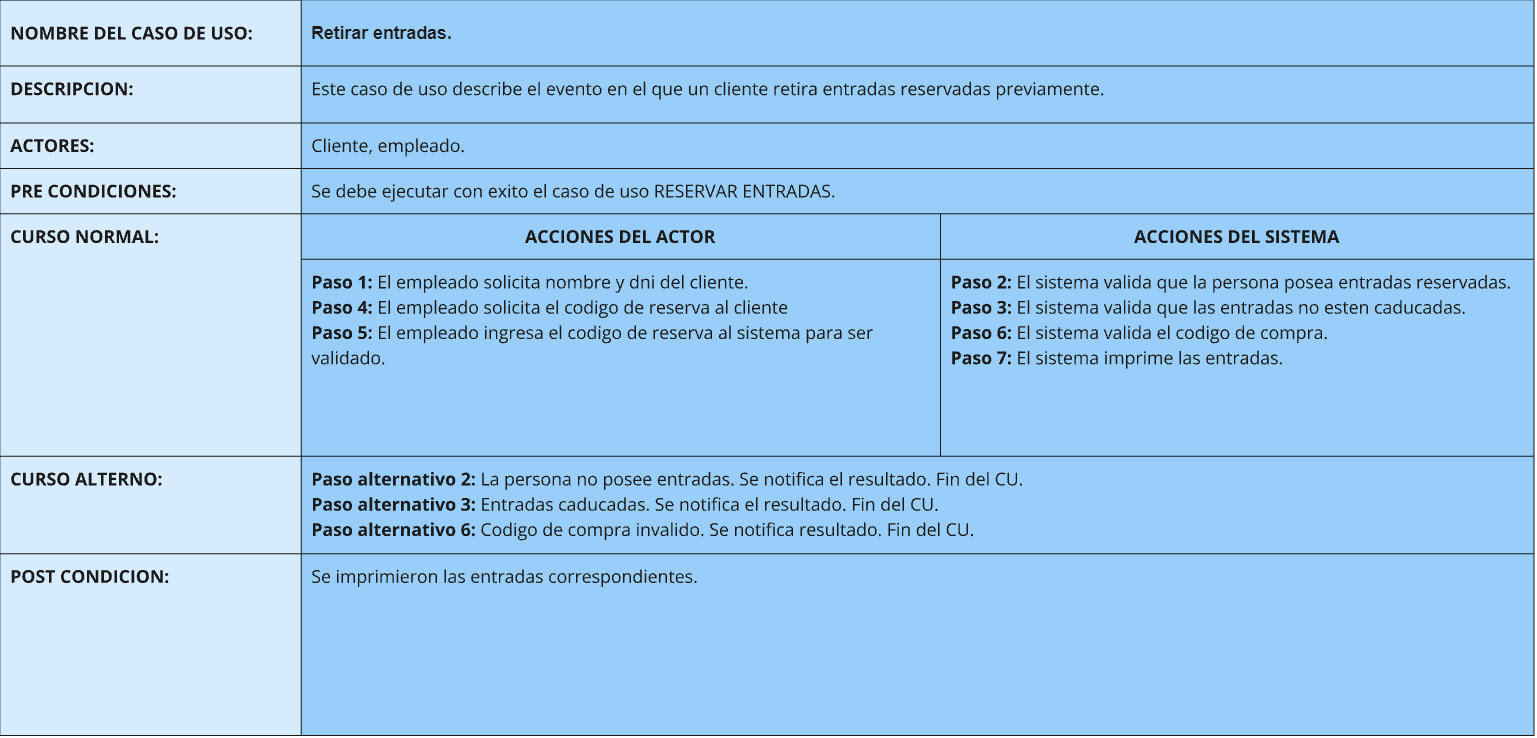 NOMBRE DEL CASO DE USO:
Retirar entradas.
DESCRIPCION:
Este caso de uso describe el evento en el que un cliente retira entradas reservadas previamente.
ACTORES:
Cliente, empleado.
PRE CONDICIONES:
Se debe ejecutar con exito el caso de uso RESERVAR ENTRADAS.
CURSO NORMAL:
ACCIONES DEL ACTOR
ACCIONES DEL SISTEMA
Paso 1: El empleado solicita nombre y dni del cliente.
Paso 4: El empleado solicita el codigo de reserva al cliente
Paso 5: El empleado ingresa el codigo de reserva al sistema para ser
validado.
Paso 2: El sistema valida que la persona posea entradas reservadas.
Paso 3: El sistema valida que las entradas no esten caducadas.
Paso 6: El sistema valida el codigo de compra.
Paso 7: El sistema imprime las entradas.
CURSO ALTERNO:
Paso alternativo 2: La persona no posee entradas. Se notifica el resultado. Fin del CU.
Paso alternativo 3: Entradas caducadas. Se notifica el resultado. Fin del CU.
Paso alternativo 6: Codigo de compra invalido. Se notifica resultado. Fin del CU.
POST CONDICION:
Se imprimieron las entradas correspondientes.